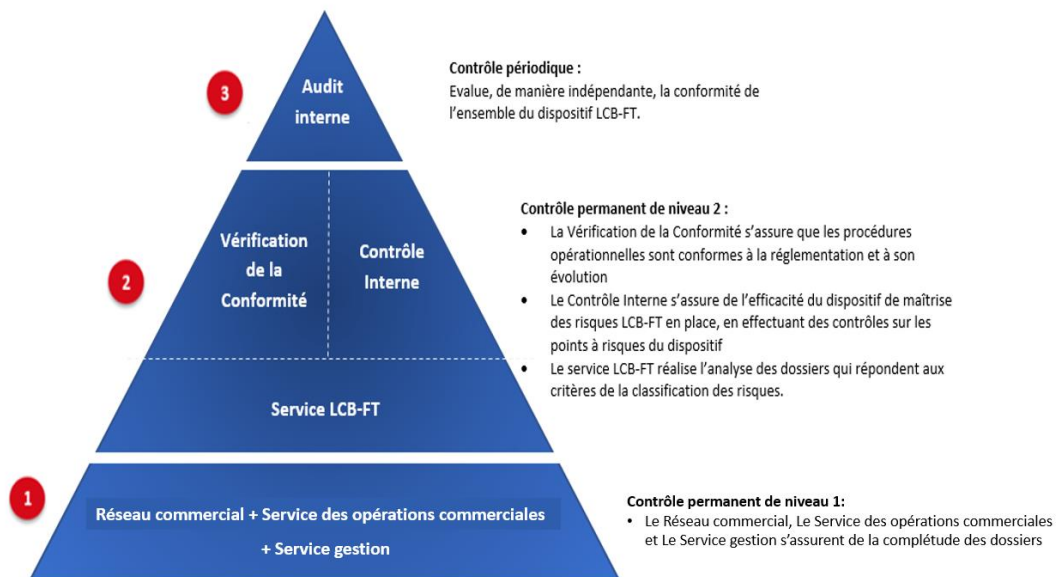 3
Audit
interne
Contrôle périodique :
Evalue, de manière indépendante, la conformité de
l’ensemble du dispositif LCB-FT.
2
Vérification
de la
Conformité
Contrôle
Interne
Service LCB-FT
Contrôle permanent de niveau 2 :
• La Vérification de la Conformité s’assure que les procédures
opérationnelles sont conformes à la réglementation et à son
évolution
• Le Contrôle Interne s’assure de l’efficacité du dispositif de maîtrise
des risques LCB-FT en place, en effectuant des contrôles sur les
points à risques du dispositif
• Le service LCB-FT réalise l’analyse des dossiers qui répondent aux
critères de la classification des risques.
1
Réseau commercial + Service des opérations commerciales
+ Service gestion
Contrôle permanent de niveau 1:
• Le Réseau commercial, Le Service des opérations commerciales
et Le Service gestion s’assurent de la complétude des dossiers